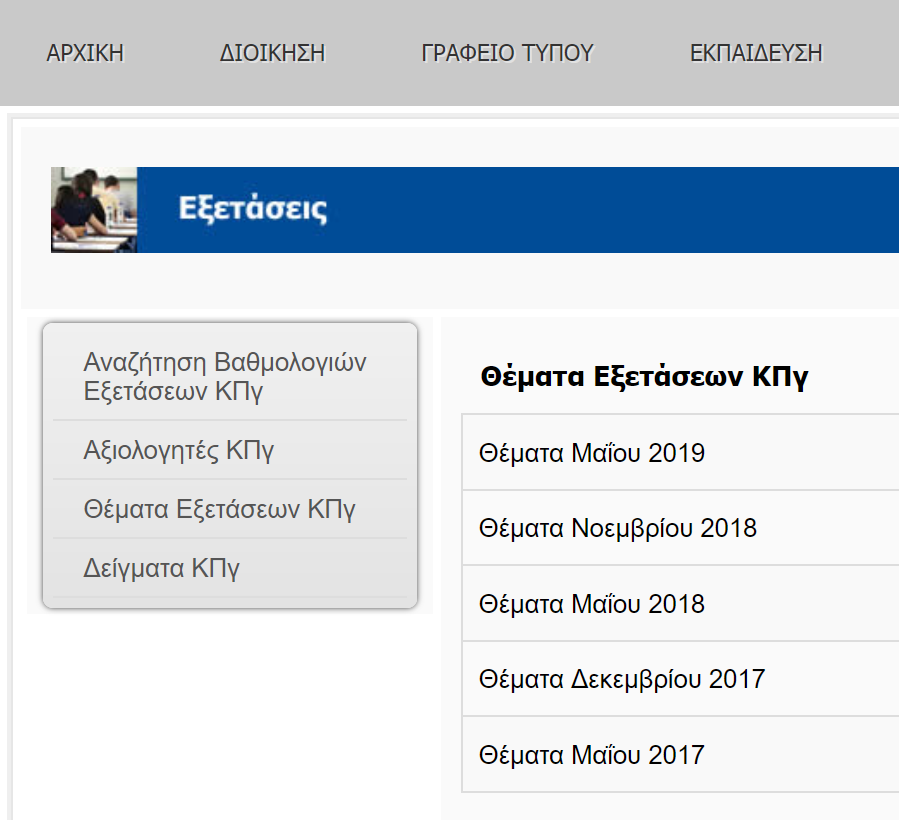 ΑΡΧΙΚΗ ΔΙΟΙΚΗΣΗ ΓΡΑΦΕΙΟ ΤΥΠΟΥ ΕΚΠΑΙΔΕΥΣΗ
Εξετάσεις
Αναζήτηση Βαθμολογιών
Εξετάσεων ΚΠγ
Αξιολογητές ΚΠγ
Θέματα Εξετάσεων ΚΠγ
Δείγματα ΚΠγ
Θέματα Εξετάσεων ΚΠγ
Θέματα Μαΐου 2019
Θέματα Νοεμβρίου 2018
Θέματα Μαΐου 2018
Θέματα Δεκεμβρίου 2017
Θέματα Μαΐου 2017